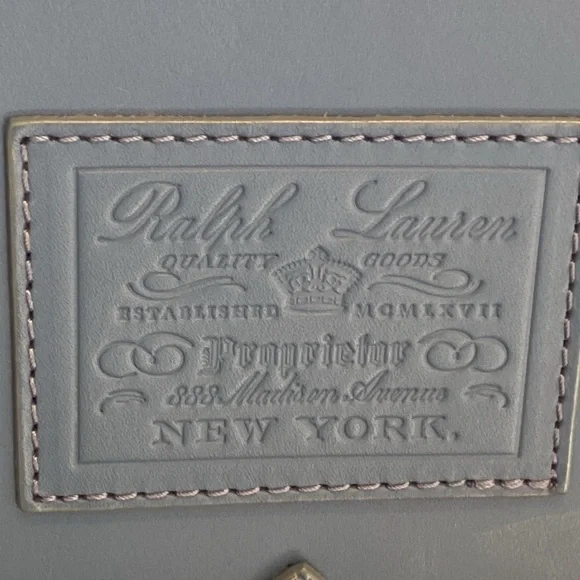 Ralph Lauren
QUALITY GOODS
ESTABLISHED MCMLXVII
Proprietor
888 Madison Avenue
NEW YORK.